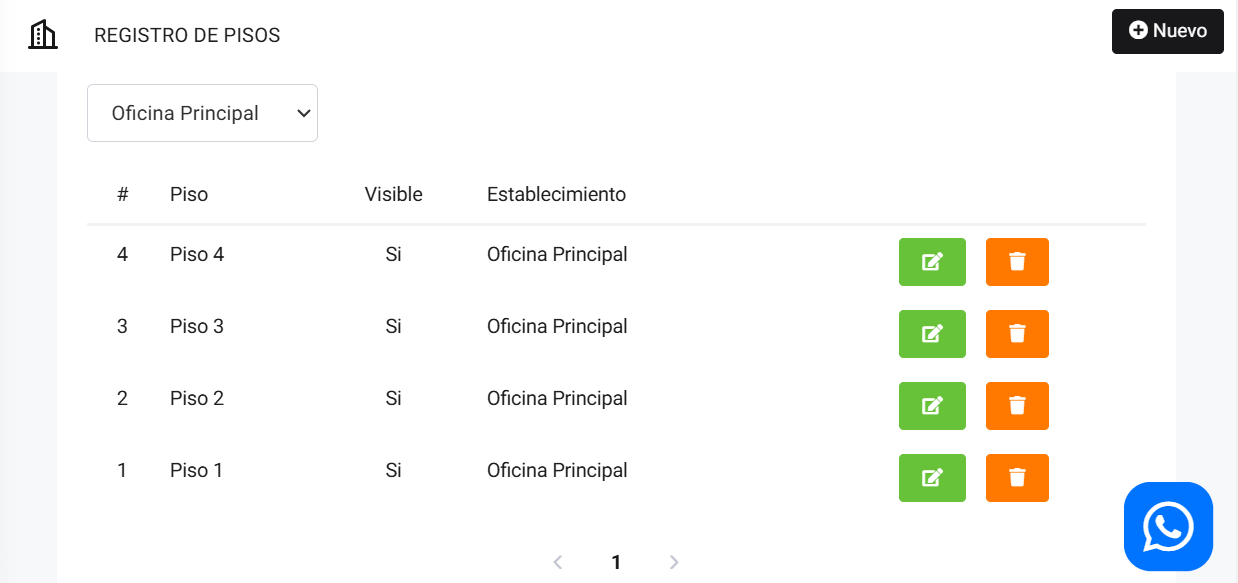 REGISTRO DE PISOS
Nuevo
Oficina Principal
# Piso Visible Establecimiento
4 Piso 4 Si Oficina Principal
3 Piso 3 Si Oficina Principal
2 Piso 2 Si Oficina Principal
1 Piso 1 Si Oficina Principal
1